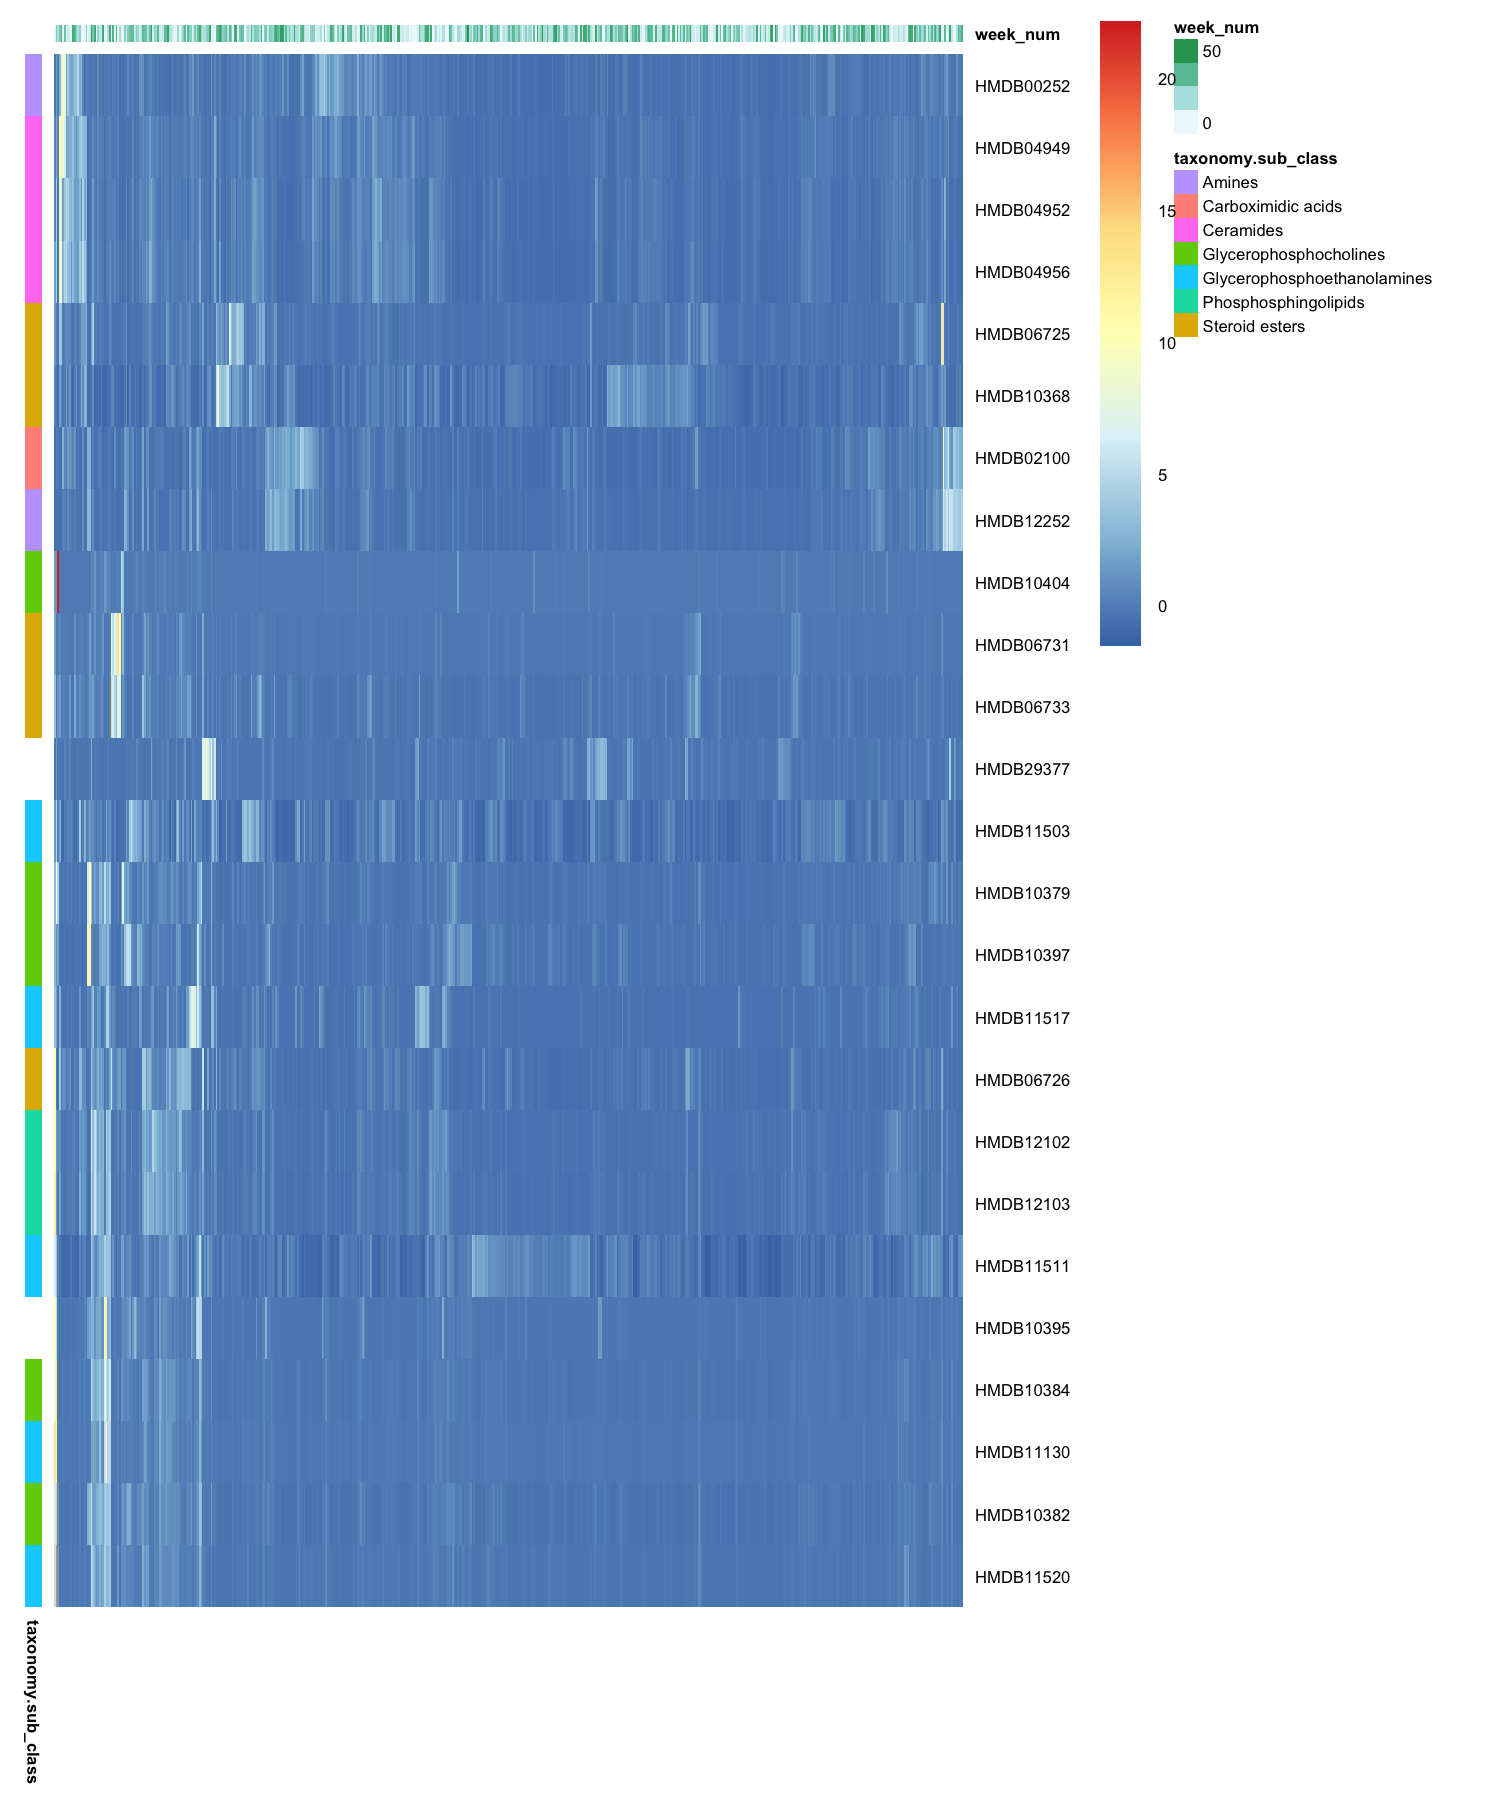 week_num
HMDB00252
HMDB04949
HMDB04952
HMDB04956
HMDB06725
HMDB10368
HMDB02100
HMDB12252
HMDB10404
HMDB06731
HMDB06733
HMDB29377
HMDB11503
HMDB10379
HMDB10397
HMDB11517
HMDB06726
HMDB12102
HMDB12103
HMDB11511
HMDB10395
HMDB10384
HMDB11130
HMDB10382
HMDB11520
taxonomy.sub_class
20
15
10
5
0
week_num
50
0
taxonomy.sub_class
Amines
Carboximidic acids
Ceramides
Glycerophosphocholines
Glycerophosphoethanolamines
Phosphosphingolipids
Steroid esters